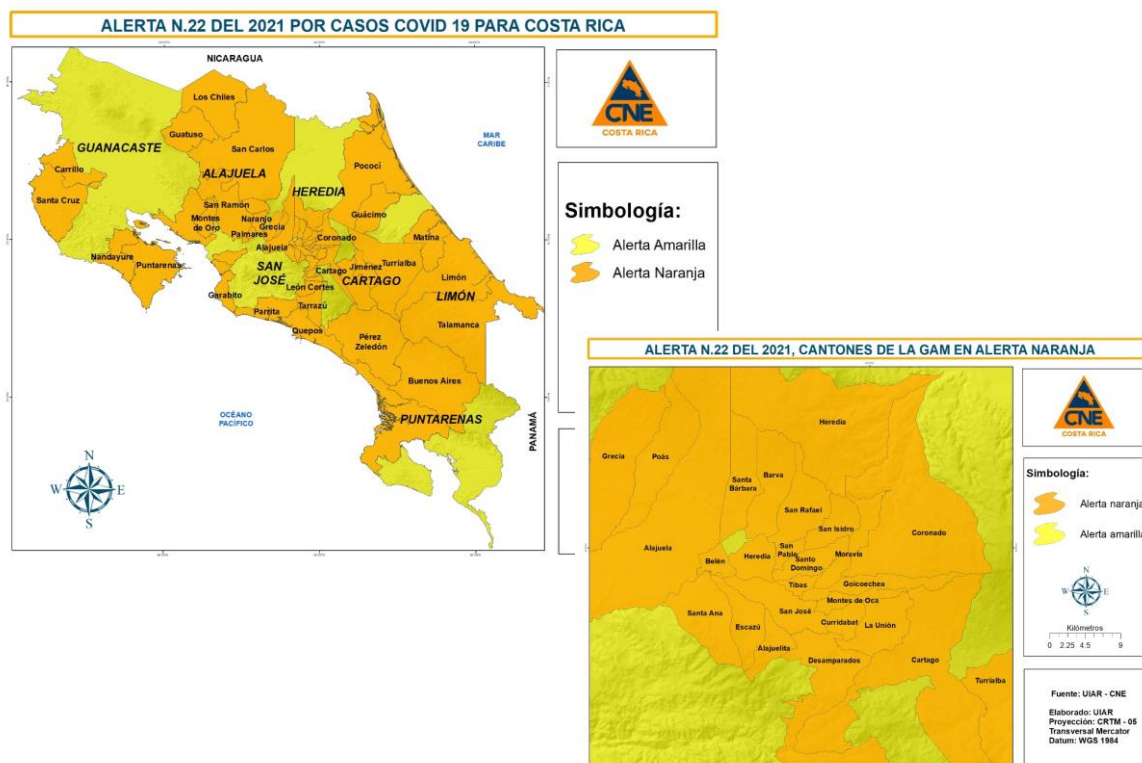 ALERTA N.22 DEL 2021 POR CASOS COVID 19 PARA COSTA RICA
NICARAGUA
Los Chiles
Guatuso
GUANACASTE
San Carlos
MAR
CARIBE
Carrillo
ALAJUELA
Pococí
HEREDIA
Santa Cruz
San Ramón
Montes
de Oro
Naranjo
Grecia
Guácimo
Palmares
Coronado
Matina
Alajuela
Nandayure
Puntarenas
SAN
JOSÉ
Cartago
Jiménez
Turrialba
CARTAGO
Limón
León Cortes
LIMÓN
Garabito
Parrita
Tarrazú
Talamanca
Quepos
Pérez
Zeledón
Buenos Aires
OCÉANO
PACÍFICO
PUNTARENAS
PANAMÁ
N
W
E
S
CNE
COSTA RICA
Simbología:
Alerta Amarilla
Alerta Naranja
ALERTA N.22 DEL 2021, CANTONES DE LA GAM EN ALERTA NARANJA
Heredia
Grecia
Poás
Santa
Bárbara
Barva
San Rafael
San Isidro
Coronado
Alajuela
Belén
Heredia
San
Pablo
Santo
Domingo
Moravia
Tibas
Goicoechea
Montes de Oca
Santa Ana
San José
Escazú
Curridabat
La Unión
Alajuelita
Desamparados
Cartago
Turrialba
CNE
COSTA RICA
Simbología:
Alerta naranja
Alerta amarilla
N
W
E
S
Kilómetros
0 2.25 4.5 9
Fuente: UIAR - CNE
Elaborado: UIAR
Proyección: CRTM - 05
Transversal Mercator
Datum: WGS 1984